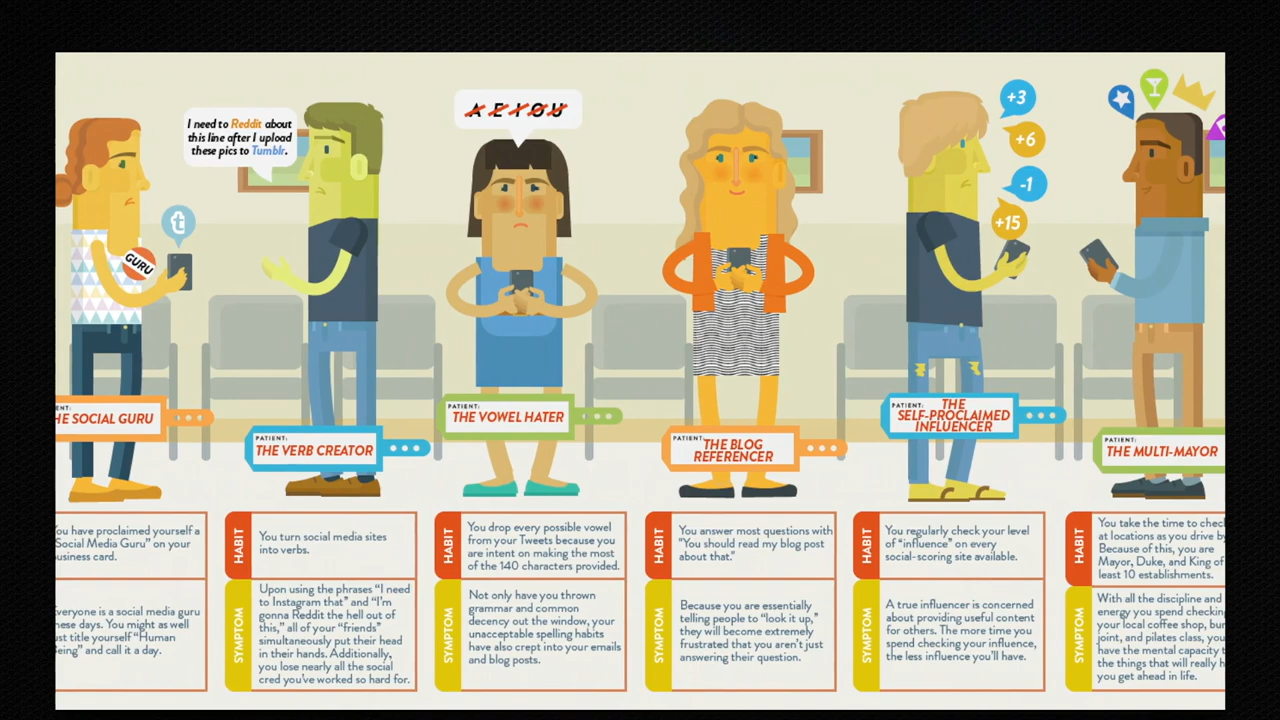 I need to Reddit about
this line after I upload
these pics to Tumblr.
A E I O U
+3
+6
-1
+15
t
GURU
ENT:
HE SOCIAL GURU
PATIENT:
THE VERB CREATOR
PATIENT:
THE VOWEL HATER
PATIENT:
THE BLOG
REFERENCER
PATIENT:
THE
SELF-PROCLAIMED
INFLUENCER
PATIENT:
THE MULTI-MAYOR
ou have proclaimed yourself a
Social Media Guru" on your
usiness card.
veryone is a social media guru
hese days. You might as well
ust title yourself "Human
eing" and call it a day.
HABIT
You turn social media sites
into verbs.
SYMPTOM
Upon using the phrases "I need
to Instagram that" and "I'm
gonna Reddit the hell out of
this," all of your "friends"
simultaneously put their head
in their hands. Additionally,
you lose nearly all the social
cred you've worked so hard for.
HABIT
You drop every possible vowel
from your Tweets because you
are intent on making the most
of the 140 characters provided.
SYMPTOM
Not only have you thrown
grammar and common
decency out the window, your
unacceptable spelling habits
have also crept into your emails
and blog posts.
HABIT
You answer most questions with
"You should read my blog post
about that."
SYMPTOM
Because you are essentially
telling people to "look it up,"
they will become extremely
frustrated that you aren't just
answering their question.
HABIT
You regularly check your level
of "influence" on every
social-scoring site available.
SYMPTOM
A true influencer is concerned
about providing useful content
for others. The more you
spend checking your influence,
the less influence you'll have.
HABIT
You take the time to check
at locations as you drive by
Because of this, you are
Mayor, Duke, and King of
least 10 establishments.
SYMPTOM
With all the discipline and
energy you spend checking
your local coffee shop, bur
joint, and pilates class, you
have the mental capacity t
the things that will really h
you get ahead in life.